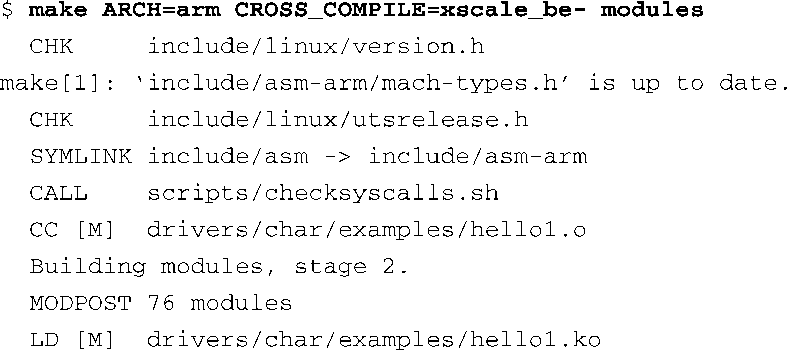 $ make ARCH=arm CROSS_COMPILE=xscale_be- modules
CHK include/linux/version.h
make[1]: ‘include/asm-arm/mach-types.h’ is up to date.
CHK include/linux/utsrelease.h
SYMLINK include/asm -> include/asm-arm
CALL scripts/checksyscalls.sh
CC [M] drivers/char/examples/hello1.o
Building modules, stage 2.
MODPOST 76 modules
LD [M] drivers/char/examples/hello1.ko